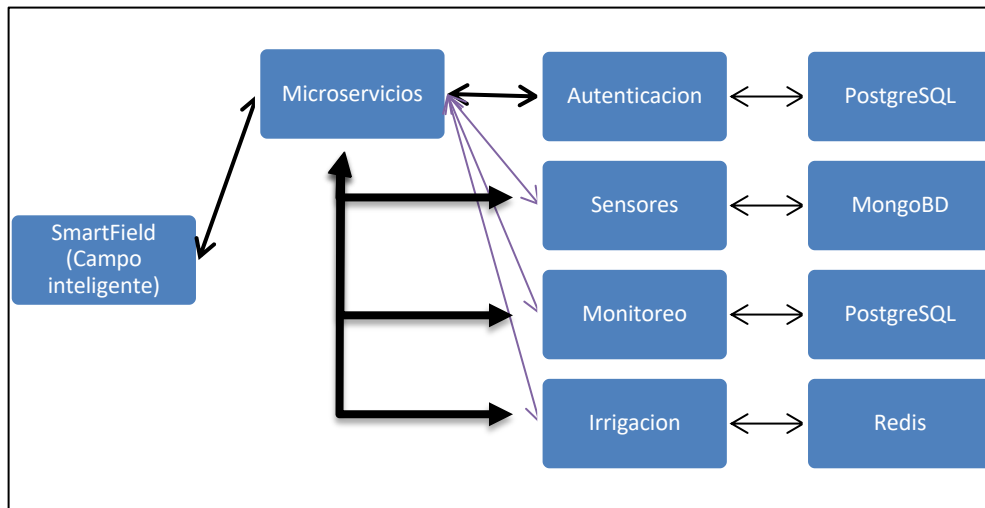 Microservicios
Autenticacion
PostgreSQL
Sensores
MongoBD
SmartField
(Campo
inteligente)
Monitoreo
PostgreSQL
Irrigacion
Redis